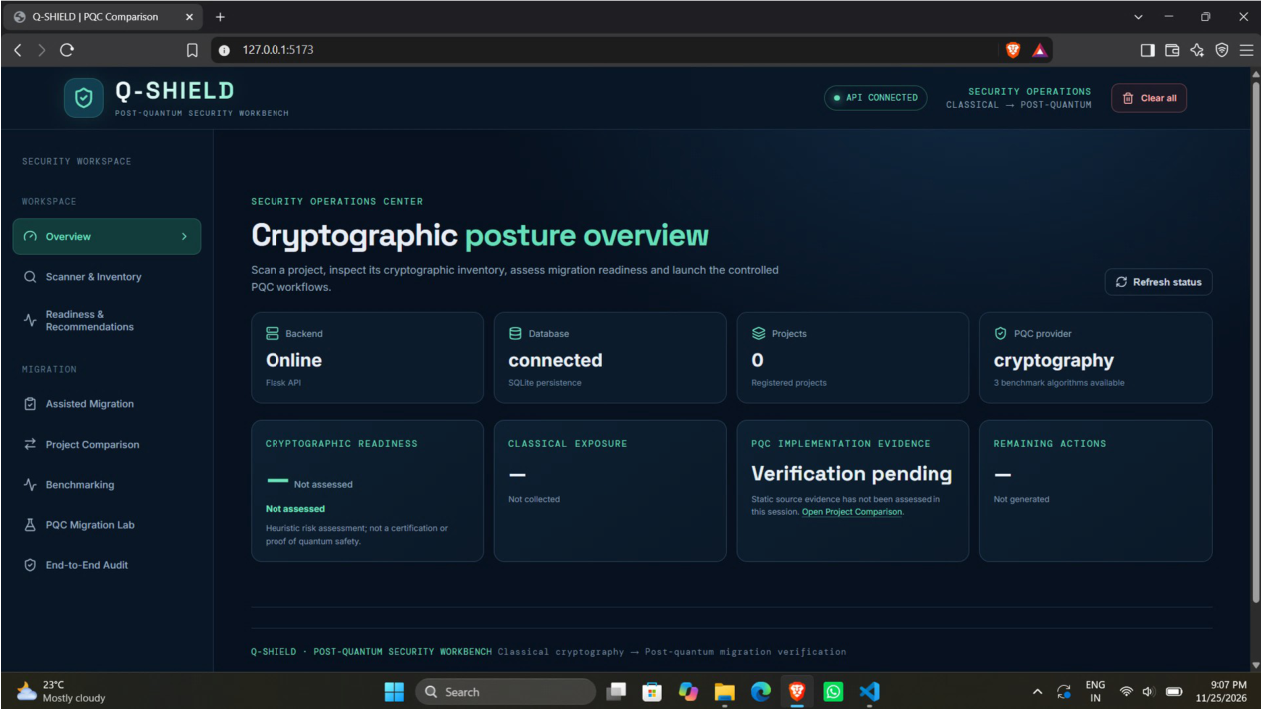 Q-SHIELD | PQC Comparison
127.0.0.1:5173
Q-SHIELD
POST-QUANTUM SECURITY WORKBENCH
API CONNECTED
SECURITY OPERATIONS
CLASSICAL → POST-QUANTUM
Clear all
SECURITY WORKSPACE
WORKSPACE
Overview
Scanner & Inventory
Readiness &
Recommendations
MIGRATION
Assisted Migration
Project Comparison
Benchmarking
PQC Migration Lab
End-to-End Audit
SECURITY OPERATIONS CENTER
Cryptographic posture overview
Scan a project, inspect its cryptographic inventory, assess migration readiness and launch the controlled
PQC workflows.
Refresh status
Backend
Online
Flask API
Database
connected
SQLite persistence
Projects
0
Registered projects
PQC provider
cryptography
3 benchmark algorithms available
CRYPTOGRAPHIC READINESS
— Not assessed
Not assessed
Heuristic risk assessment; not a certification or
proof of quantum safety.
CLASSICAL EXPOSURE
—
Not collected
PQC IMPLEMENTATION EVIDENCE
Verification pending
Static source evidence has not been assessed in
this session. Open Project Comparison.
REMAINING ACTIONS
—
Not generated
Q-SHIELD · POST-QUANTUM SECURITY WORKBENCH Classical cryptography → Post-quantum migration verification
23°C
Mostly cloudy
Search
ENG
IN
9:07 PM
11/25/2026